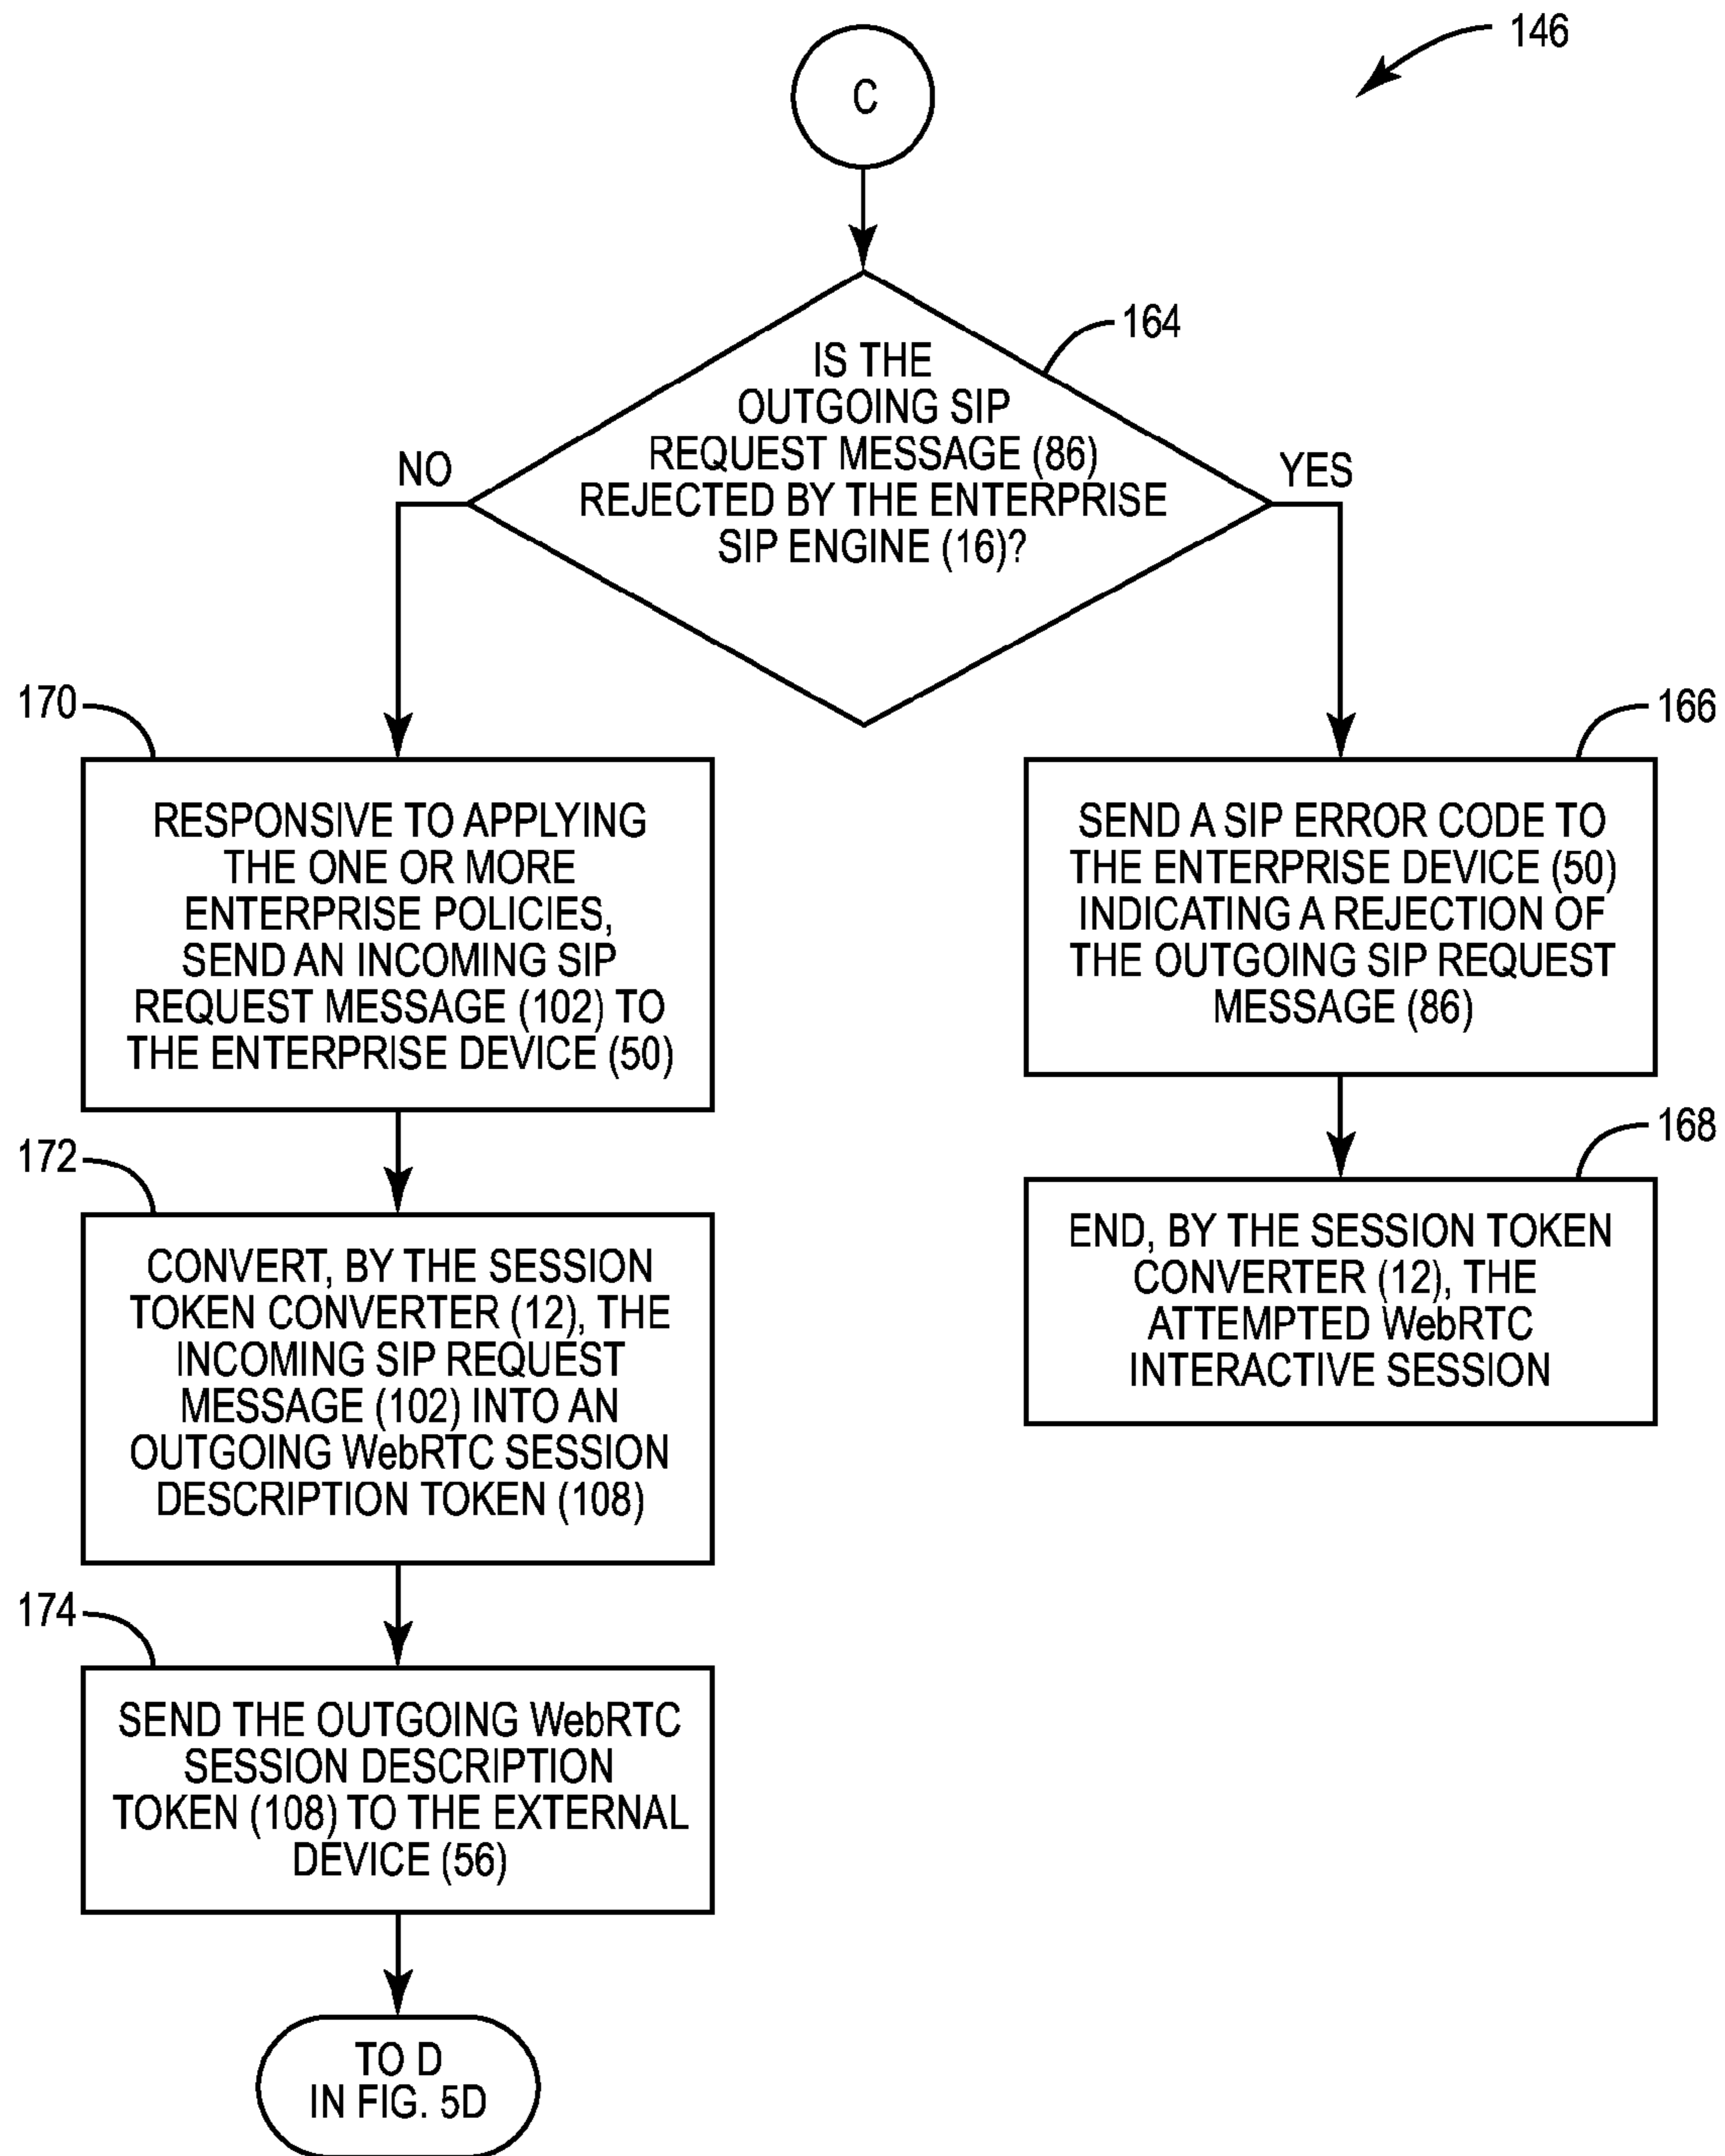 146
C
164
IS THE
OUTGOING SIP
REQUEST MESSAGE (86)
REJECTED BY THE ENTERPRISE
SIP ENGINE (16)?
NO
YES
170
RESPONSIVE TO APPLYING
THE ONE OR MORE
ENTERPRISE POLICIES,
SEND AN INCOMING SIP
REQUEST MESSAGE (102) TO
THE ENTERPRISE DEVICE (50)
166
SEND A SIP ERROR CODE TO
THE ENTERPRISE DEVICE (50)
INDICATING A REJECTION OF
THE OUTGOING SIP REQUEST
MESSAGE (86)
172
CONVERT, BY THE SESSION
TOKEN CONVERTER (12), THE
INCOMING SIP REQUEST
MESSAGE (102) INTO AN
OUTGOING WebRTC SESSION
DESCRIPTION TOKEN (108)
168
END, BY THE SESSION TOKEN
CONVERTER (12), THE
ATTEMPTED WebRTC
INTERACTIVE SESSION
174
SEND THE OUTGOING WebRTC
SESSION DESCRIPTION
TOKEN (108) TO THE EXTERNAL
DEVICE (56)
TO D
IN FIG. 5D